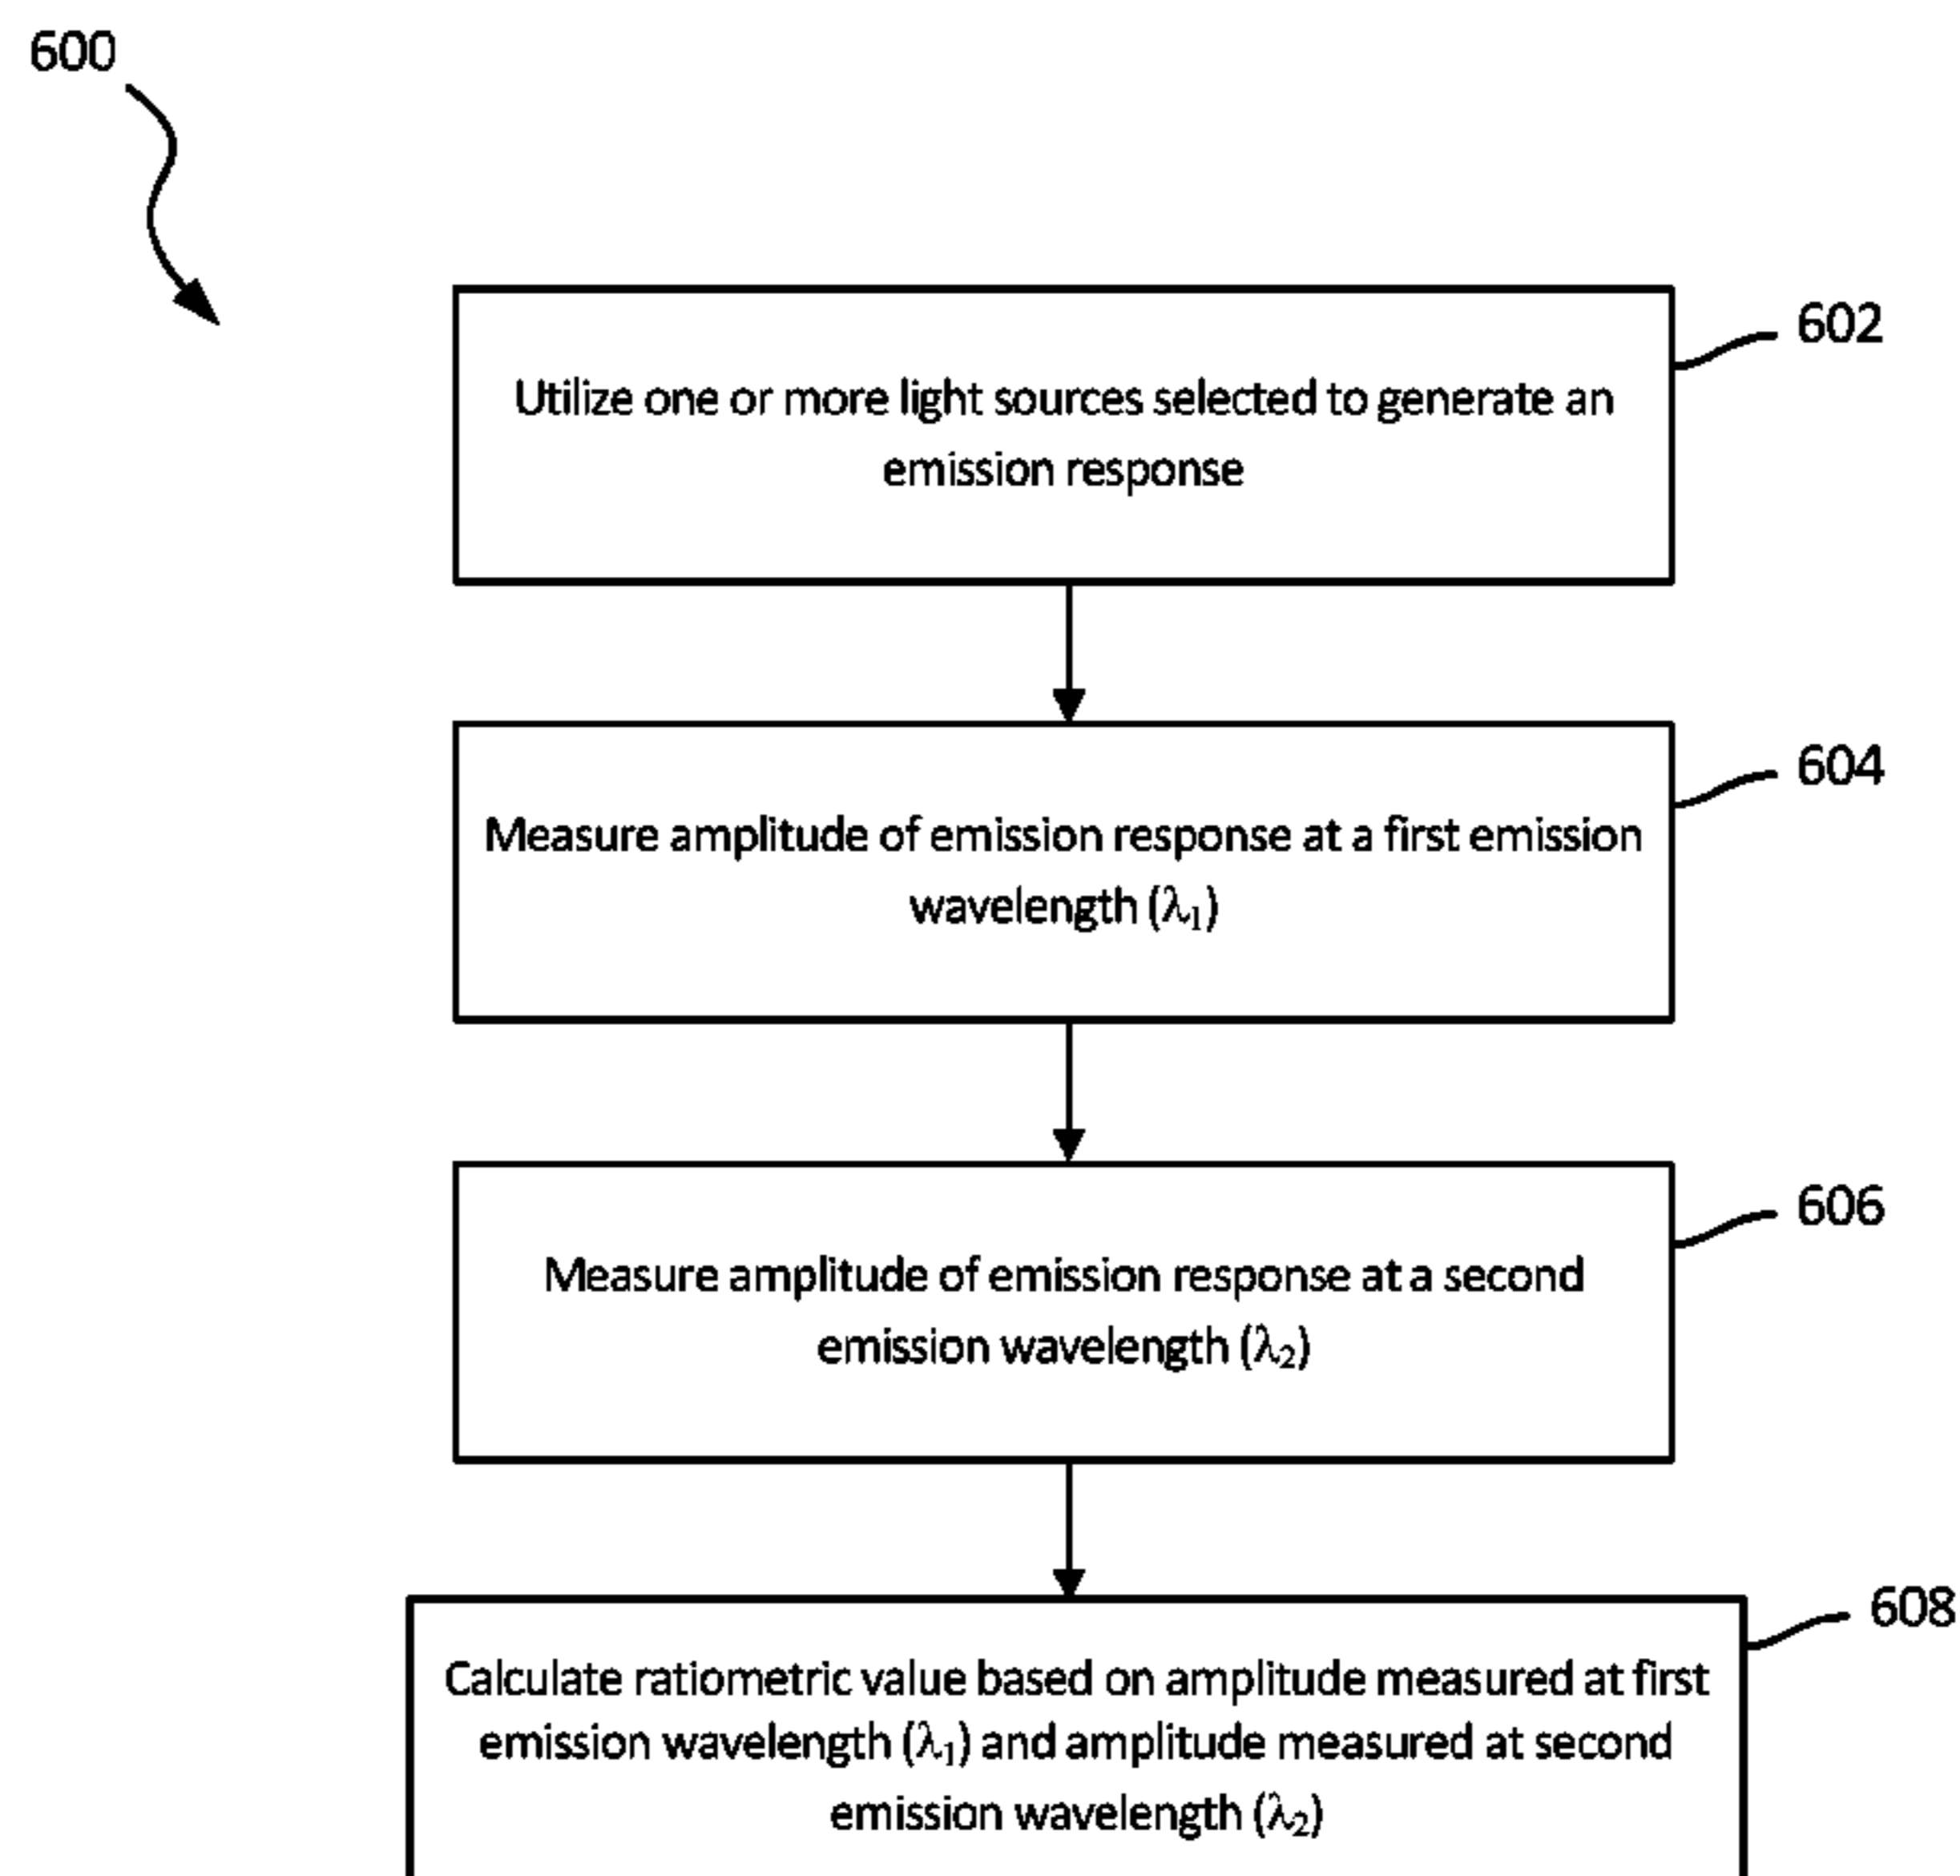 600
602
Utilize one or more light sources selected to generate an
emission response
604
Measure amplitude of emission response at a first emission
wavelength (λ₁)
606
Measure amplitude of emission response at a second
emission wavelength (λ₂)
608
Calculate ratiometric value based on amplitude measured at first
emission wavelength (λ₁) and amplitude measured at second
emission wavelength (λ₂)